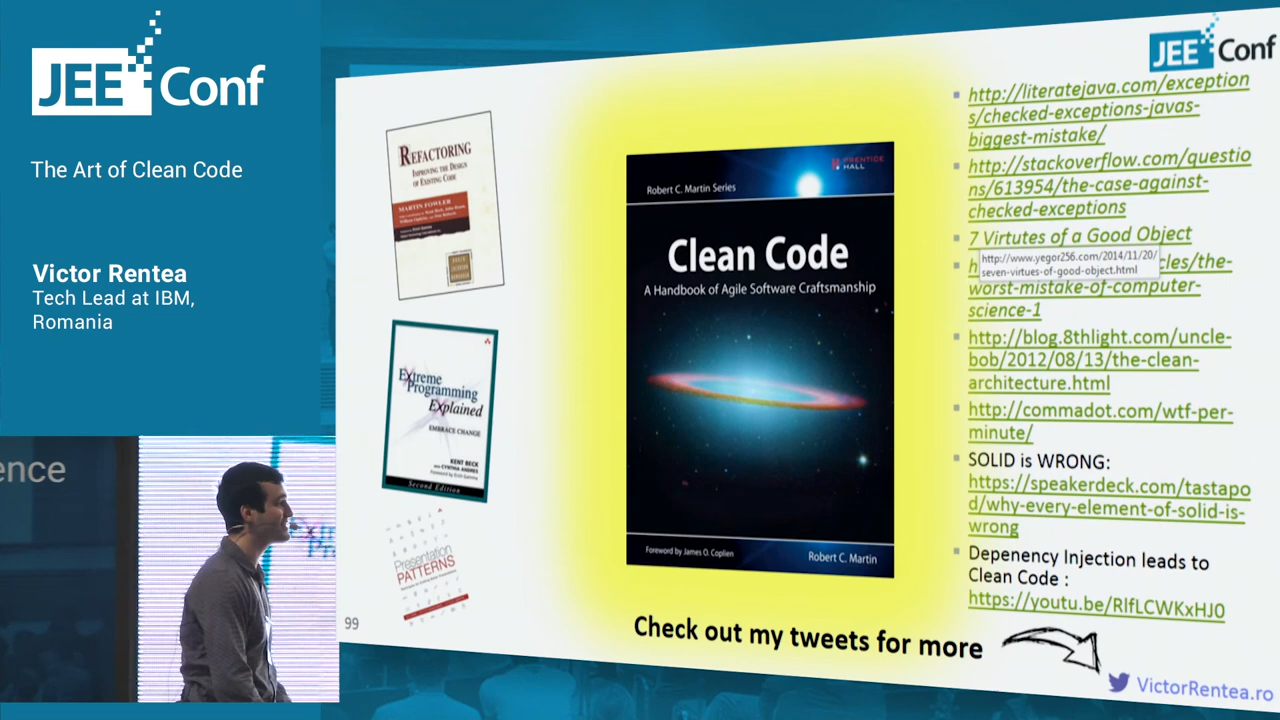 JEE Conf
The Art of Clean Code
Victor Rentea
Tech Lead at IBM,
Romania
ence
REFACTORING
IMPROVING THE DESIGN
OF EXISTING CODE
MARTIN FOWLER
Extreme
Programming
Explained
EMBRACE CHANGE
KENT BECK
Second Edition
Presentation
PATTERNS
99
PRENTICE
HALL
Robert C. Martin Series
Clean Code
A Handbook of Agile Software Craftsmanship
Foreword by James O. Coplien
Robert C. Martin
Check out my tweets for more
JEE Conf
http://literatejava.com/exception
s/checked-exceptions-javas-
biggest-mistake/
http://stackoverflow.com/questio
ns/613954/the-case-against-
checked-exceptions
7 Virtutes of a Good Object
http://www.yegor256.com/2014/11/20/
seven-virtues-of-good-object.html
h cles/the-
worst-mistake-of-computer-
science-1
http://blog.8thlight.com/uncle-
bob/2012/08/13/the-clean-
architecture.html
http://commadot.com/wtf-per-
minute/
SOLID is WRONG:
https://speakerdeck.com/tastapo
d/why-every-element-of-solid-is-
wrong
Depenency Injection leads to
Clean Code :
https://youtu.be/RlfLCWKxHJ0
VictorRentea.ro